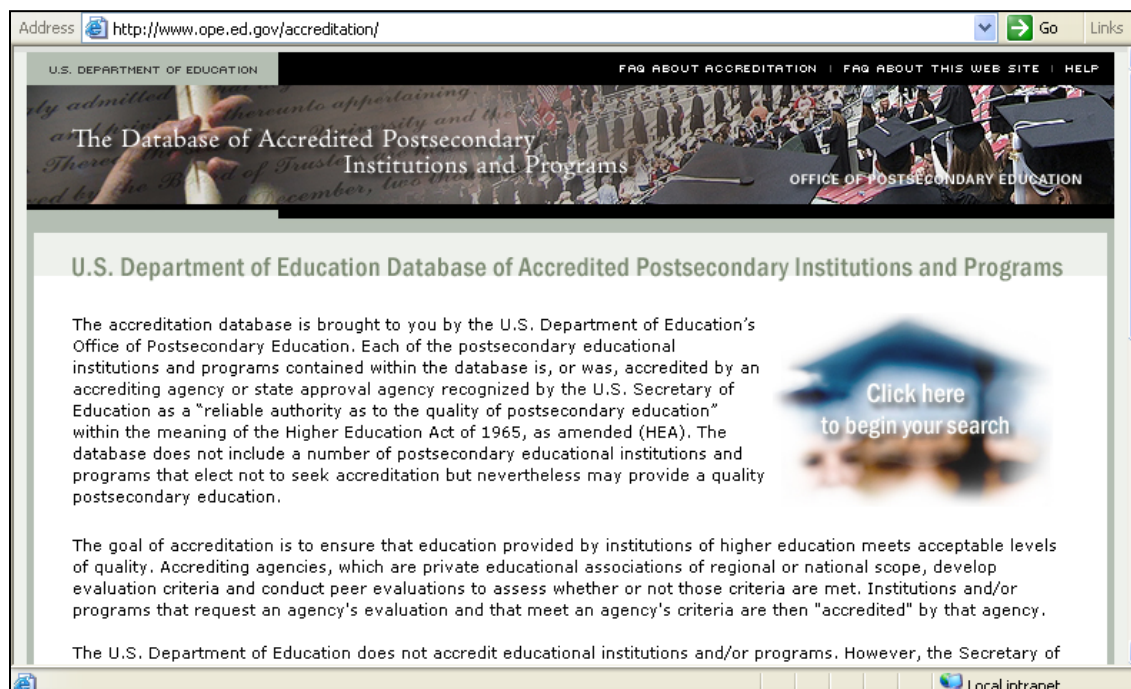 Address http://www.ope.ed.gov/accreditation/ Go Links
U.S. DEPARTMENT OF EDUCATION FAQ ABOUT ACCREDITATION | FAQ ABOUT THIS WEB SITE | HELP
The Database of Accredited Postsecondary
Institutions and Programs
OFFICE OF POSTSECONDARY EDUCATION
U.S. Department of Education Database of Accredited Postsecondary Institutions and Programs
The accreditation database is brought to you by the U.S. Department of Education's
Office of Postsecondary Education. Each of the postsecondary educational
institutions and programs contained within the database is, or was, accredited by an
accrediting agency or state approval agency recognized by the U.S. Secretary of
Education as a "reliable authority as to the quality of postsecondary education"
within the meaning of the Higher Education Act of 1965, as amended (HEA). The
database does not include a number of postsecondary educational institutions and
programs that elect not to seek accreditation but nevertheless may provide a quality
postsecondary education.
Click here
to begin your search
The goal of accreditation is to ensure that education provided by institutions of higher education meets acceptable levels
of quality. Accrediting agencies, which are private educational associations of regional or national scope, develop
evaluation criteria and conduct peer evaluations to assess whether or not those criteria are met. Institutions and/or
programs that request an agency's evaluation and that meet an agency's criteria are then "accredited" by that agency.
The U.S. Department of Education does not accredit educational institutions and/or programs. However, the Secretary of
Local intranet